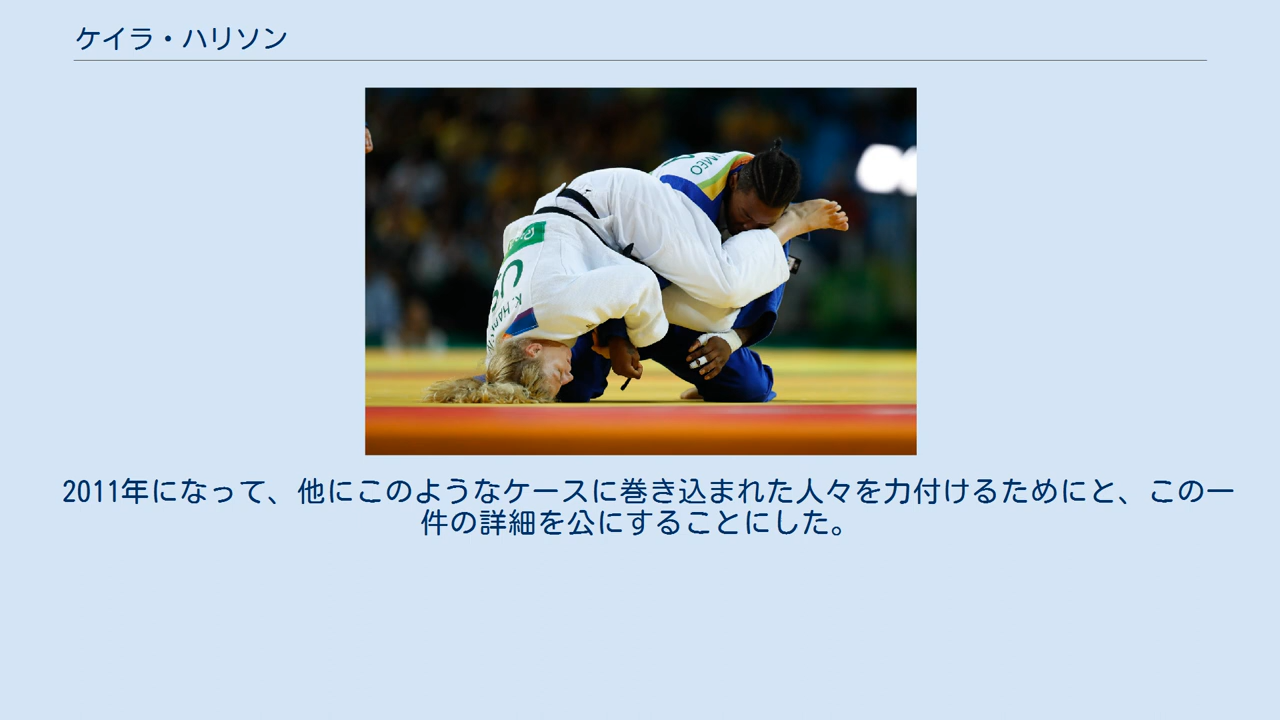 ケイラ・ハリソン
2011年になって、他にこのようなケースに巻き込まれた人々を力付けるためにと、この一
件の詳細を公にすることにした。